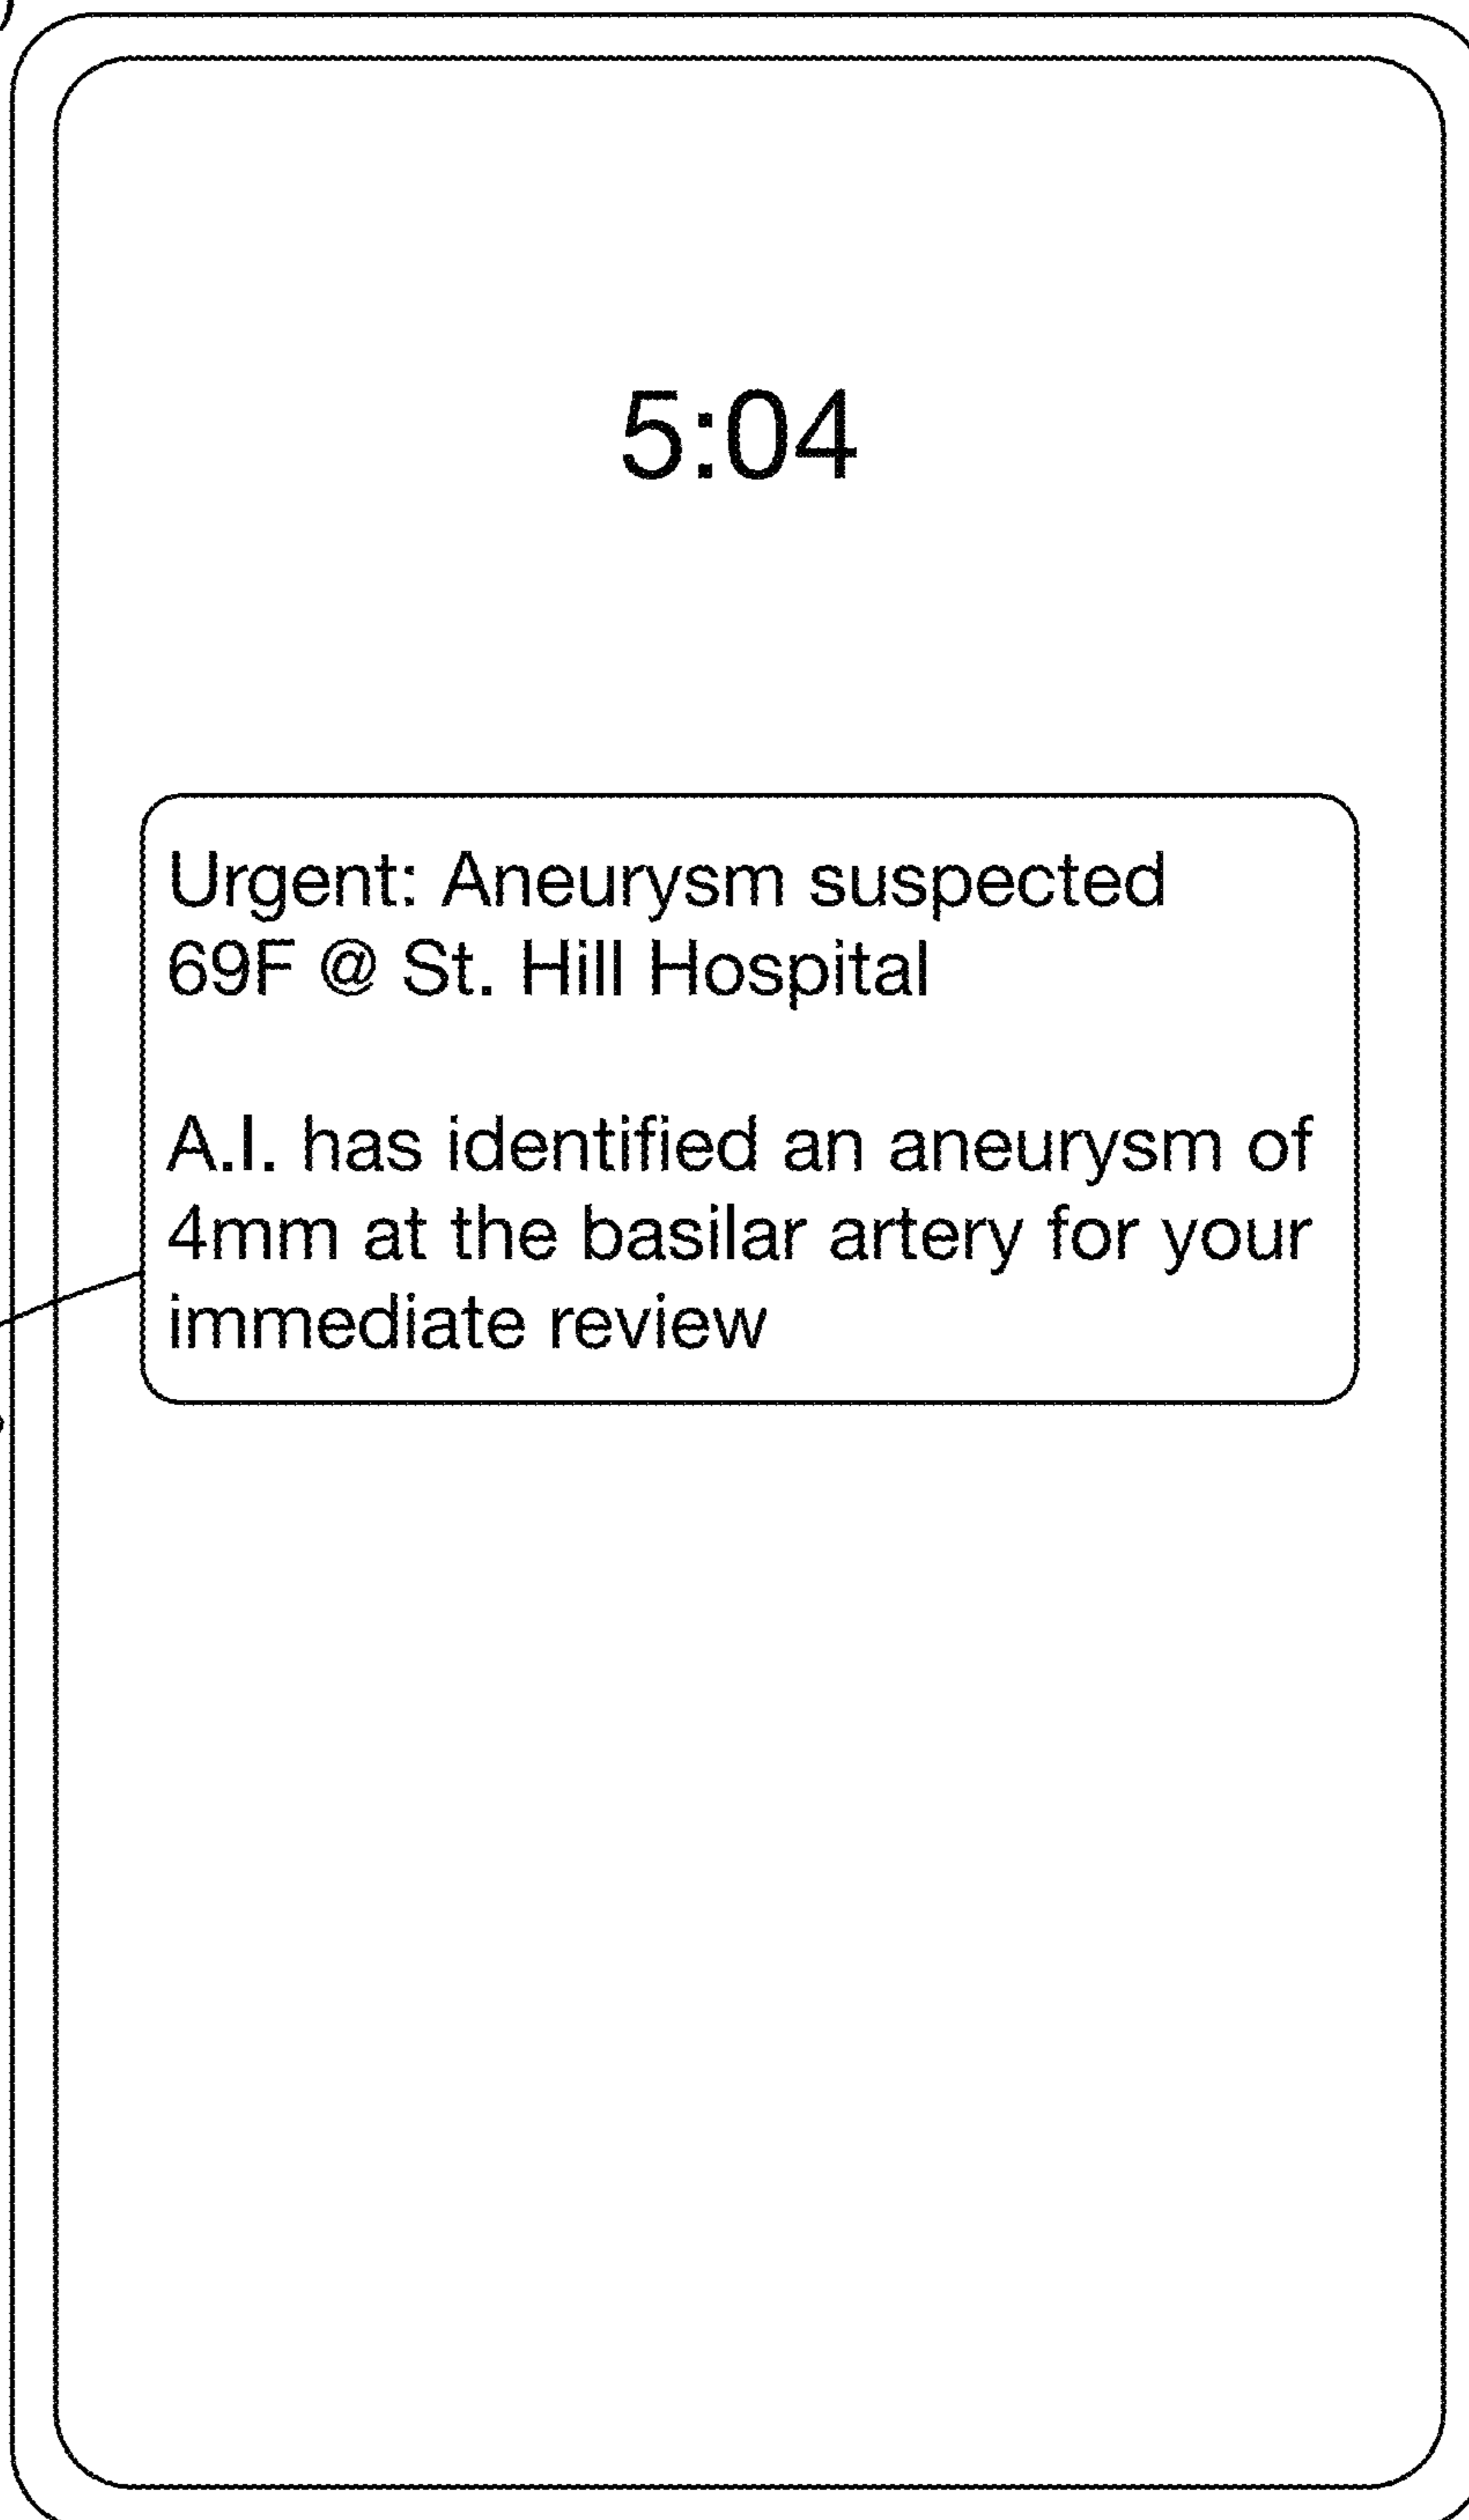 5:04
Urgent: Aneurysm suspected
69F @ St. Hill Hospital
A.I. has identified an aneurysm of
4mm at the basilar artery for your
immediate review